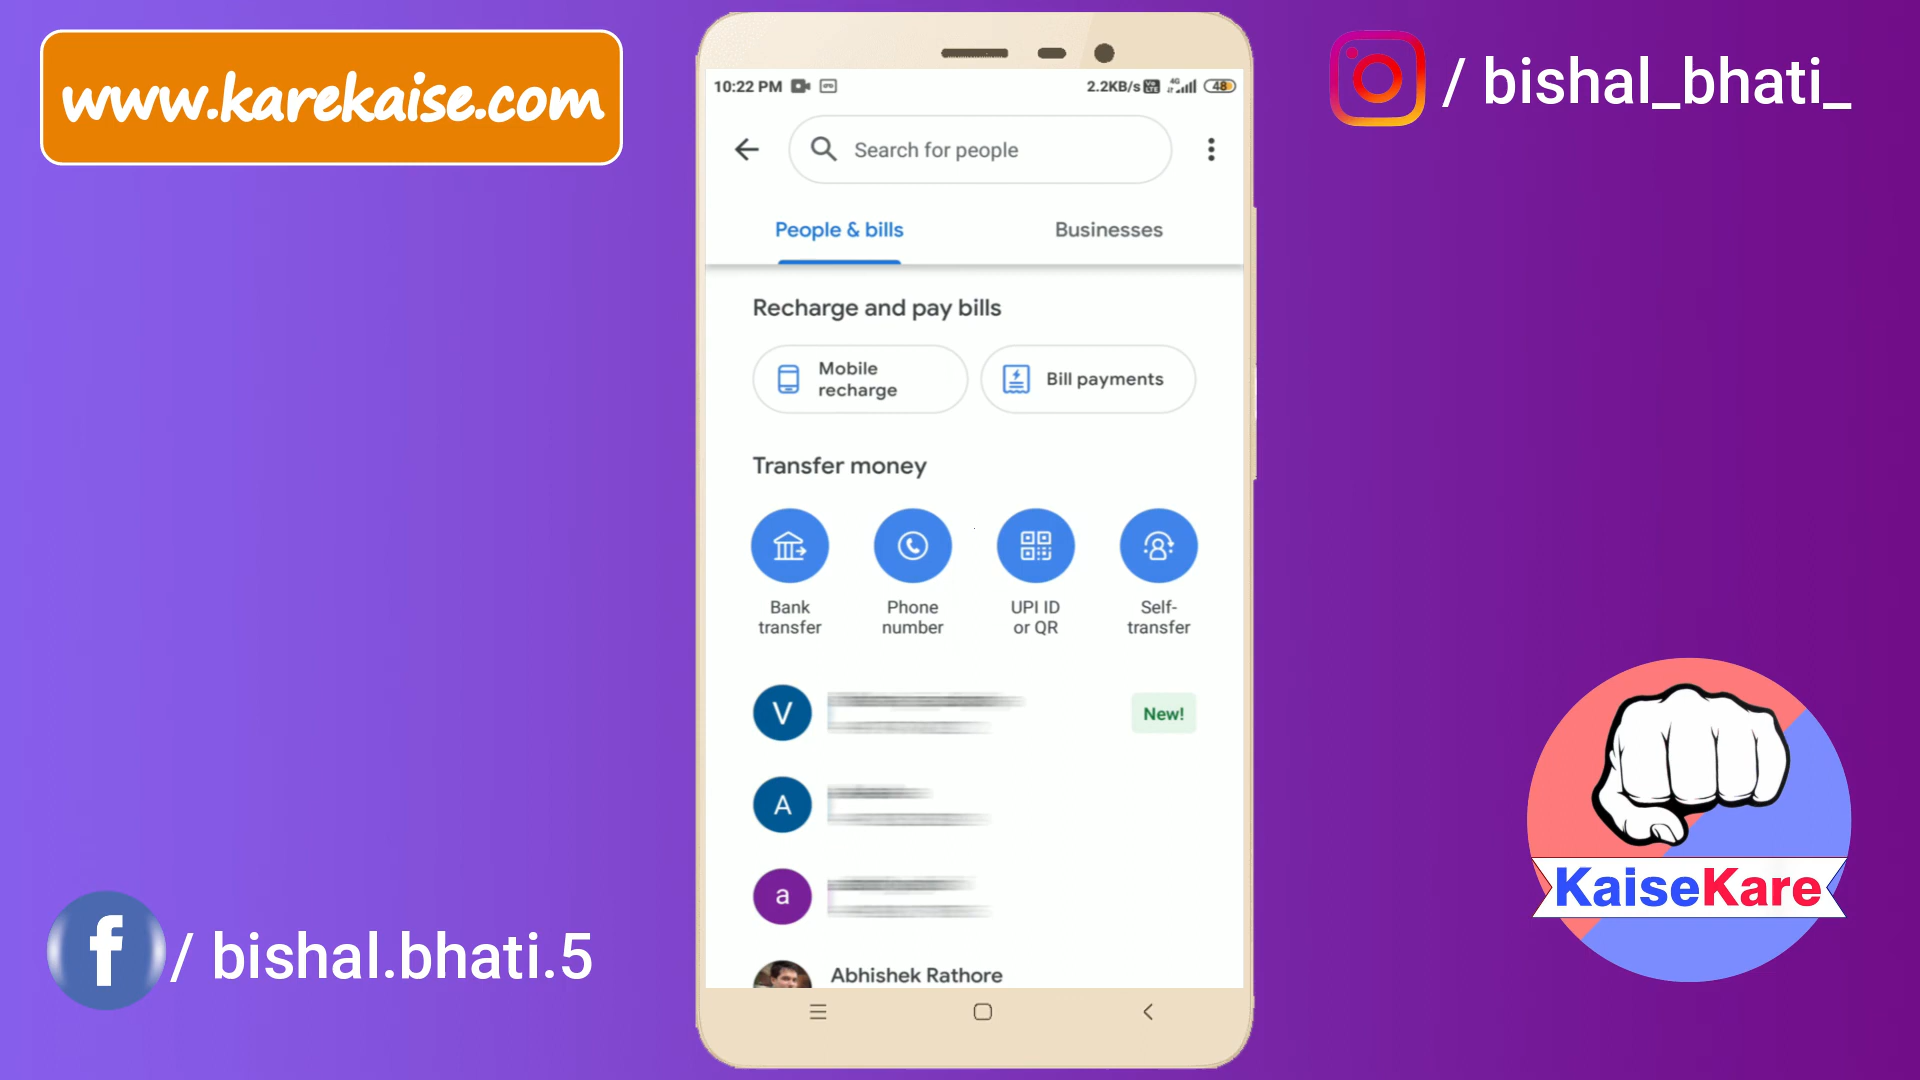 www.karekaise.com
/ bishal_bhati_
10:22 PM
2.2KB/s
4G
48
Search for people
People & bills
Businesses
Recharge and pay bills
Mobile
recharge
Bill payments
Transfer money
Bank
transfer
Phone
number
UPI ID
or QR
Self-
transfer
V
New!
A
a
Abhishek Rathore
f / bishal.bhati.5
KaiseKare